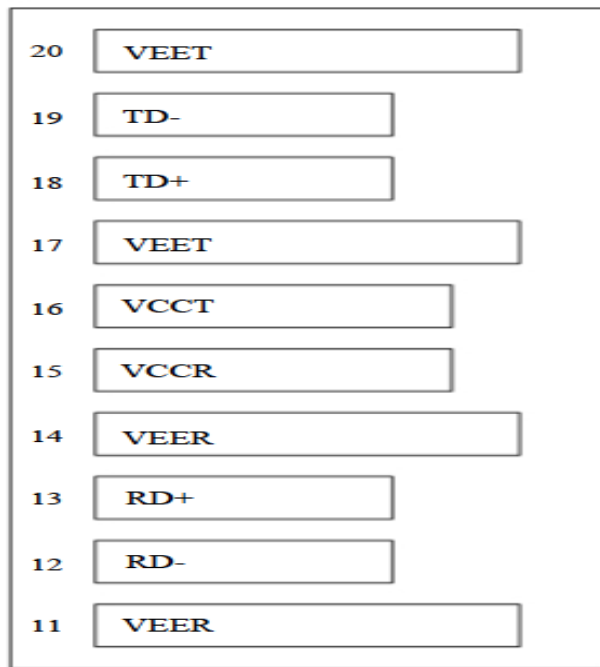 20 VEET
19 TD-
18 TD+
17 VEET
16 VCCT
15 VCCR
14 VEER
13 RD+
12 RD-
11 VEER